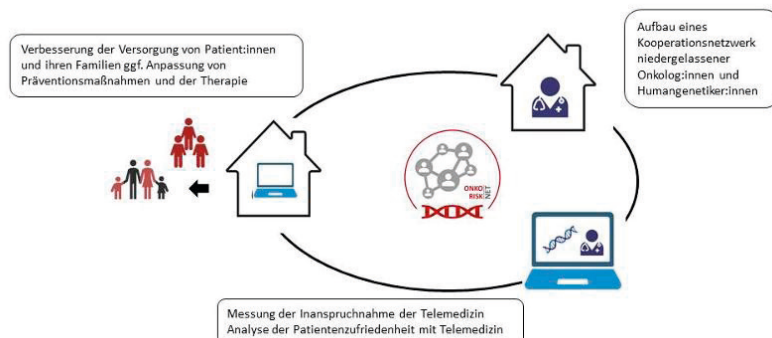 Verbesserung der Versorgung von Patient:innen
und ihren Familien ggf. Anpassung von
Präventionsmaßnahmen und der Therapie
Aufbau eines
Kooperationsnetzwerk
niedergelassener
Onkolog:innen und
Humangenetiker:innen
ONKO
RISK
NET
Messung der Inanspruchnahme der Telemedizin
Analyse der Patientenzufriedenheit mit Telemedizin